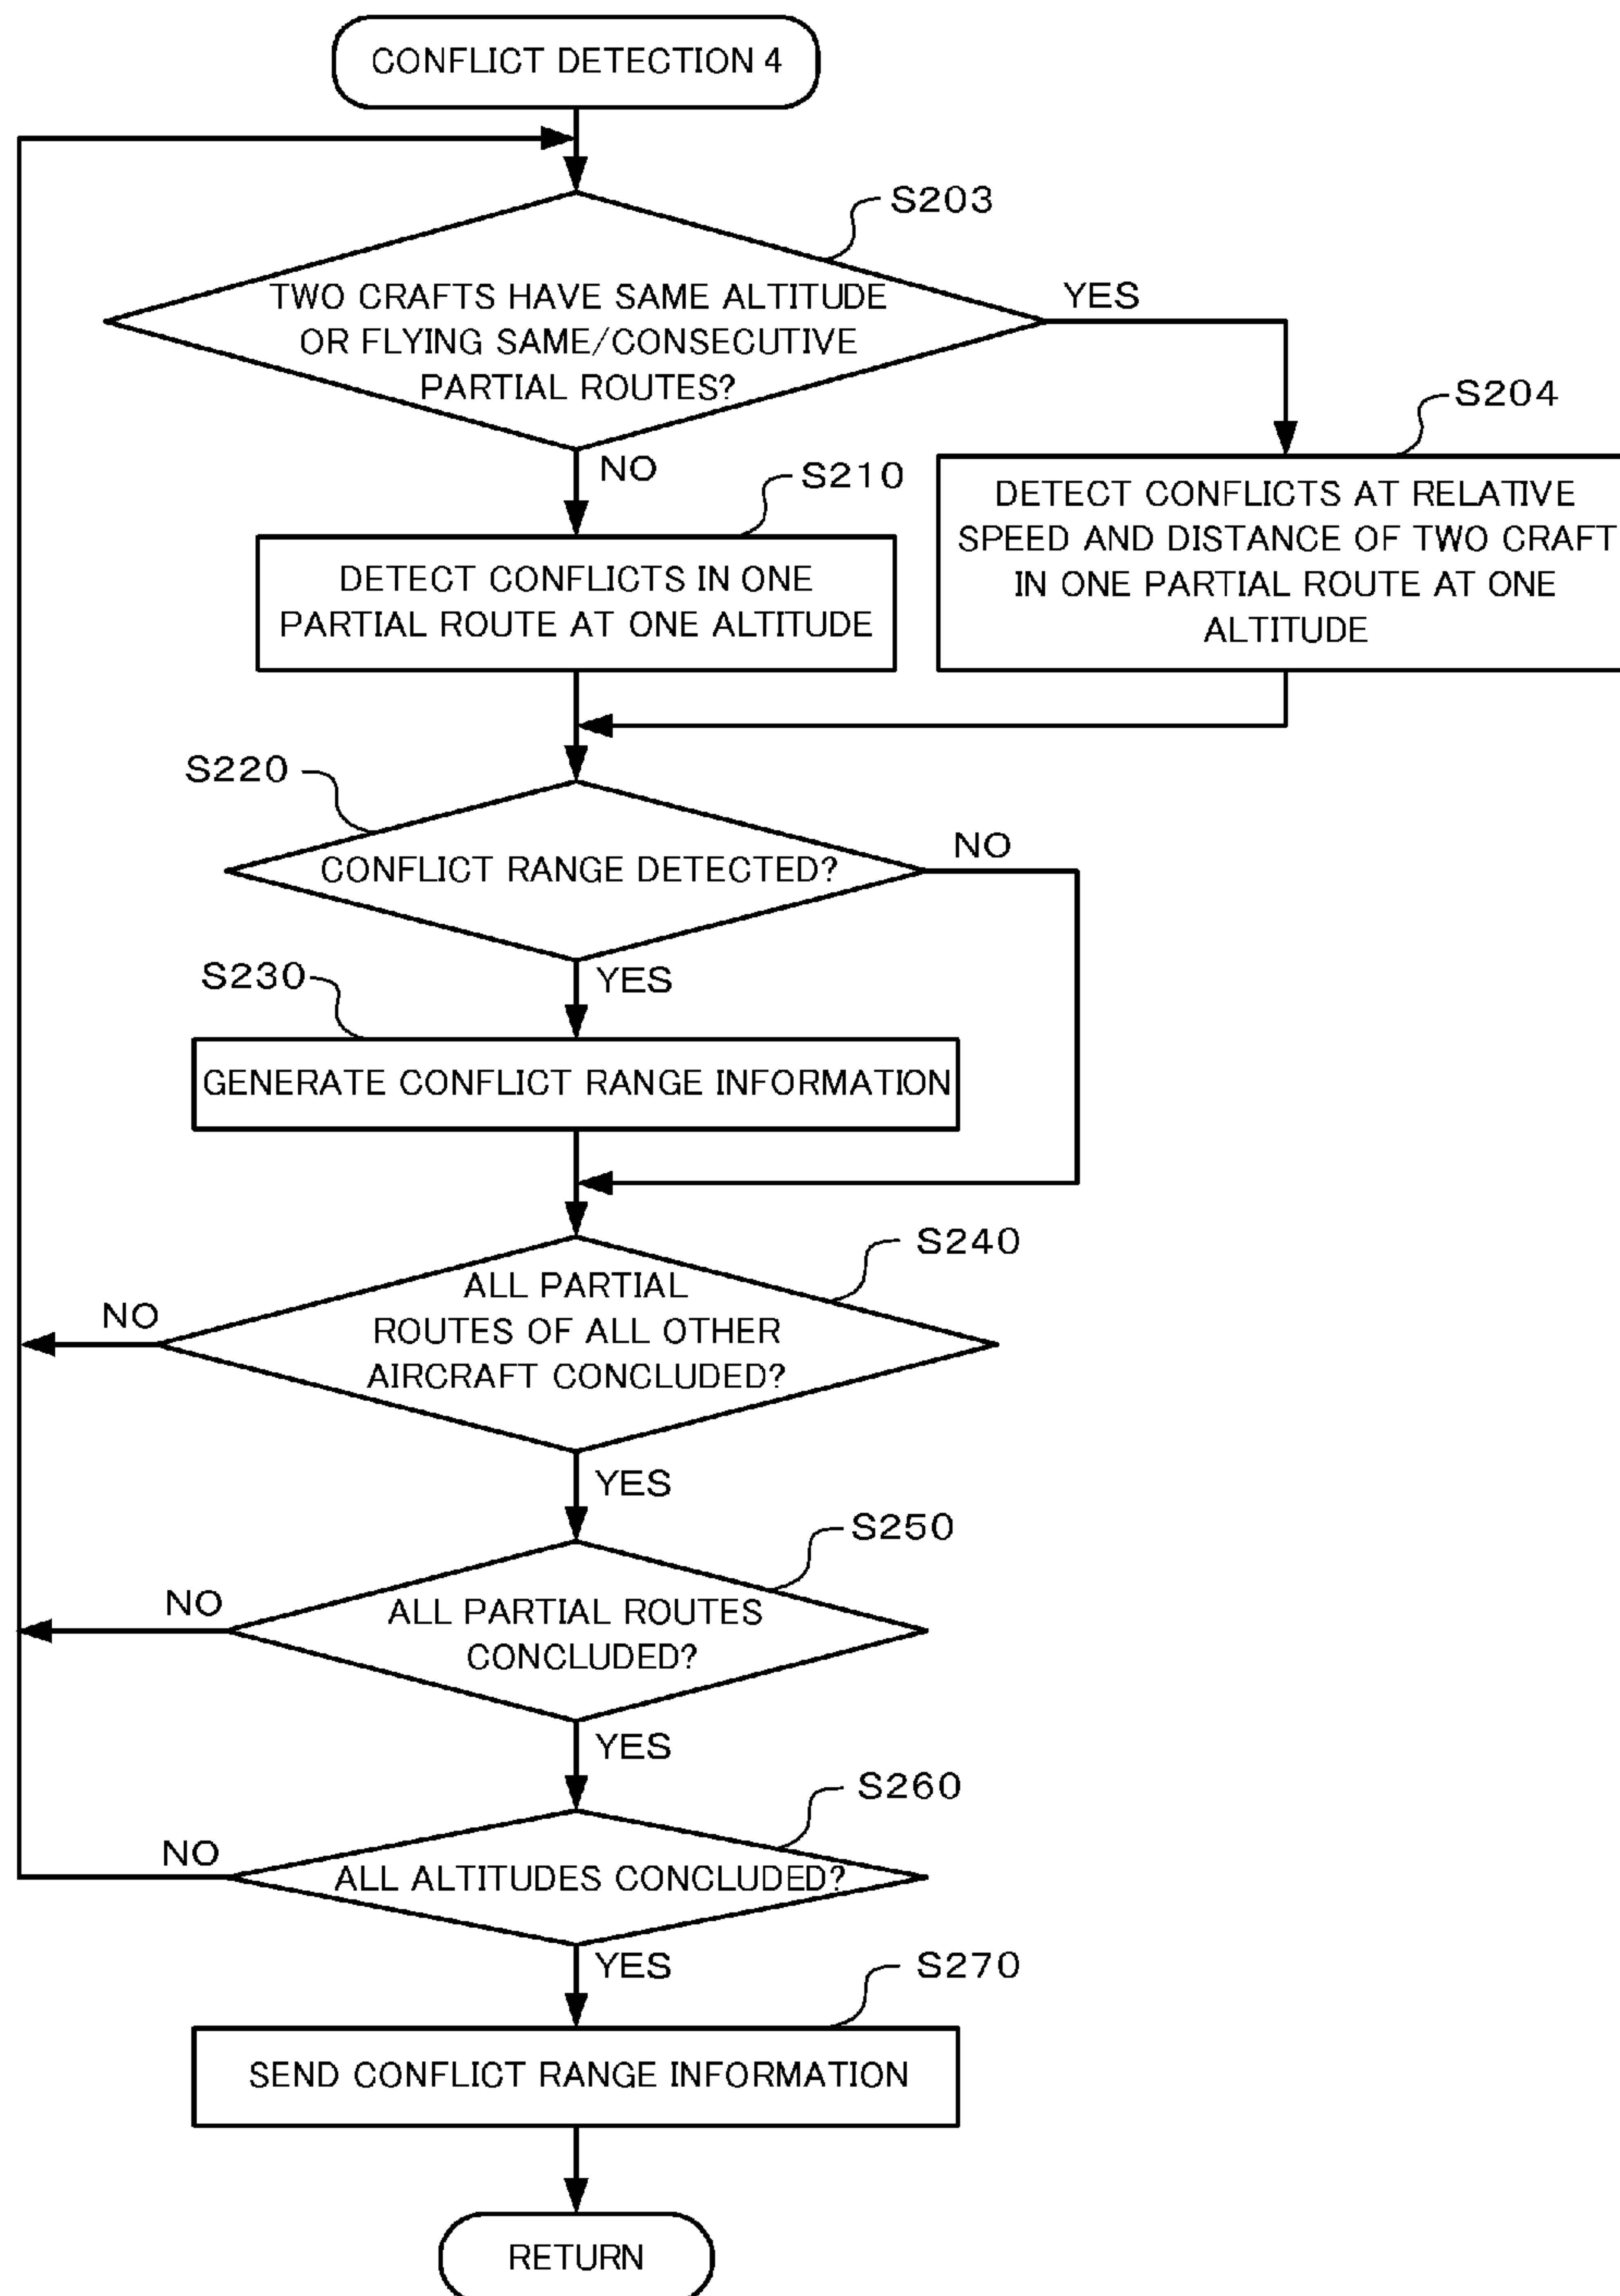 CONFLICT DETECTION 4
S203
TWO CRAFTS HAVE SAME ALTITUDE
OR FLYING SAME/CONSECUTIVE
PARTIAL ROUTES?
YES
NO
S204
DETECT CONFLICTS AT RELATIVE
SPEED AND DISTANCE OF TWO CRAFT
IN ONE PARTIAL ROUTE AT ONE
ALTITUDE
S210
DETECT CONFLICTS IN ONE
PARTIAL ROUTE AT ONE ALTITUDE
S220
CONFLICT RANGE DETECTED?
NO
YES
S230
GENERATE CONFLICT RANGE INFORMATION
S240
ALL PARTIAL
ROUTES OF ALL OTHER
AIRCRAFT CONCLUDED?
NO
YES
S250
ALL PARTIAL ROUTES
CONCLUDED?
NO
YES
S260
ALL ALTITUDES CONCLUDED?
NO
YES
S270
SEND CONFLICT RANGE INFORMATION
RETURN